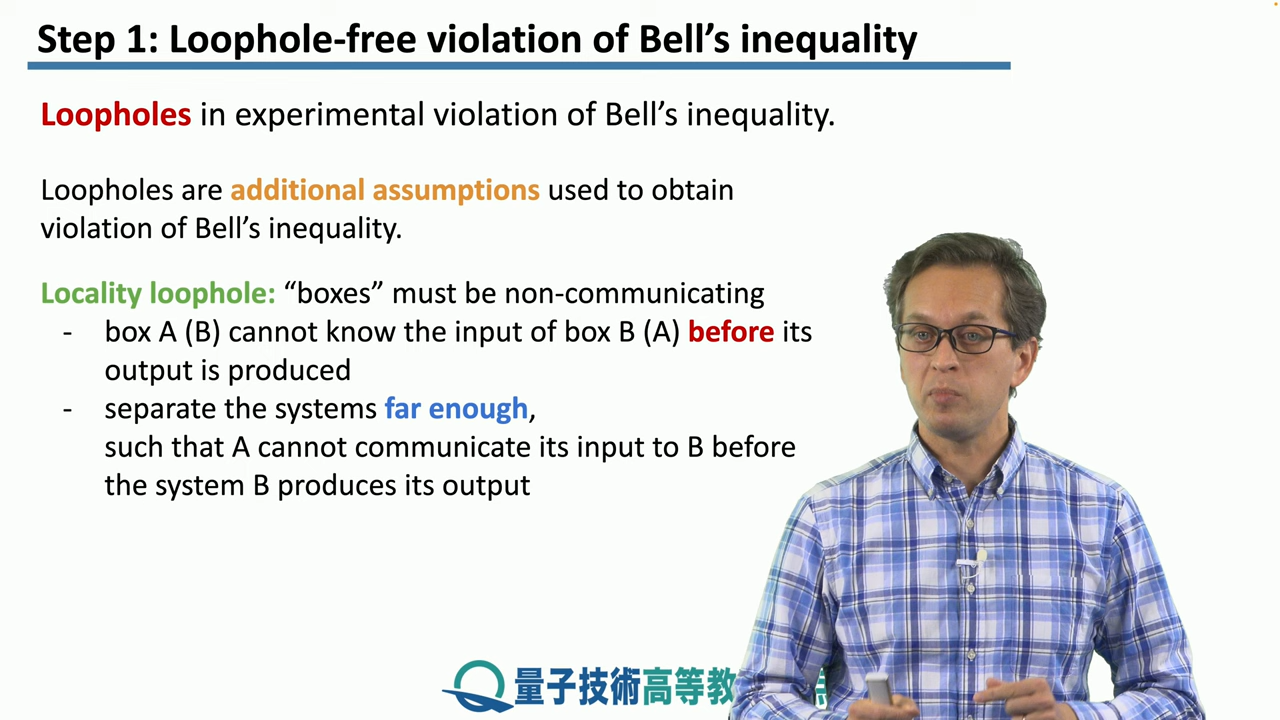 Step 1: Loophole-free violation of Bell’s inequality
Loopholes in experimental violation of Bell’s inequality.
Loopholes are additional assumptions used to obtain
violation of Bell’s inequality.
Locality loophole: “boxes” must be non-communicating
- box A (B) cannot know the input of box B (A) before its
output is produced
- separate the systems far enough,
such that A cannot communicate its input to B before
the system B produces its output
量子技術高等教